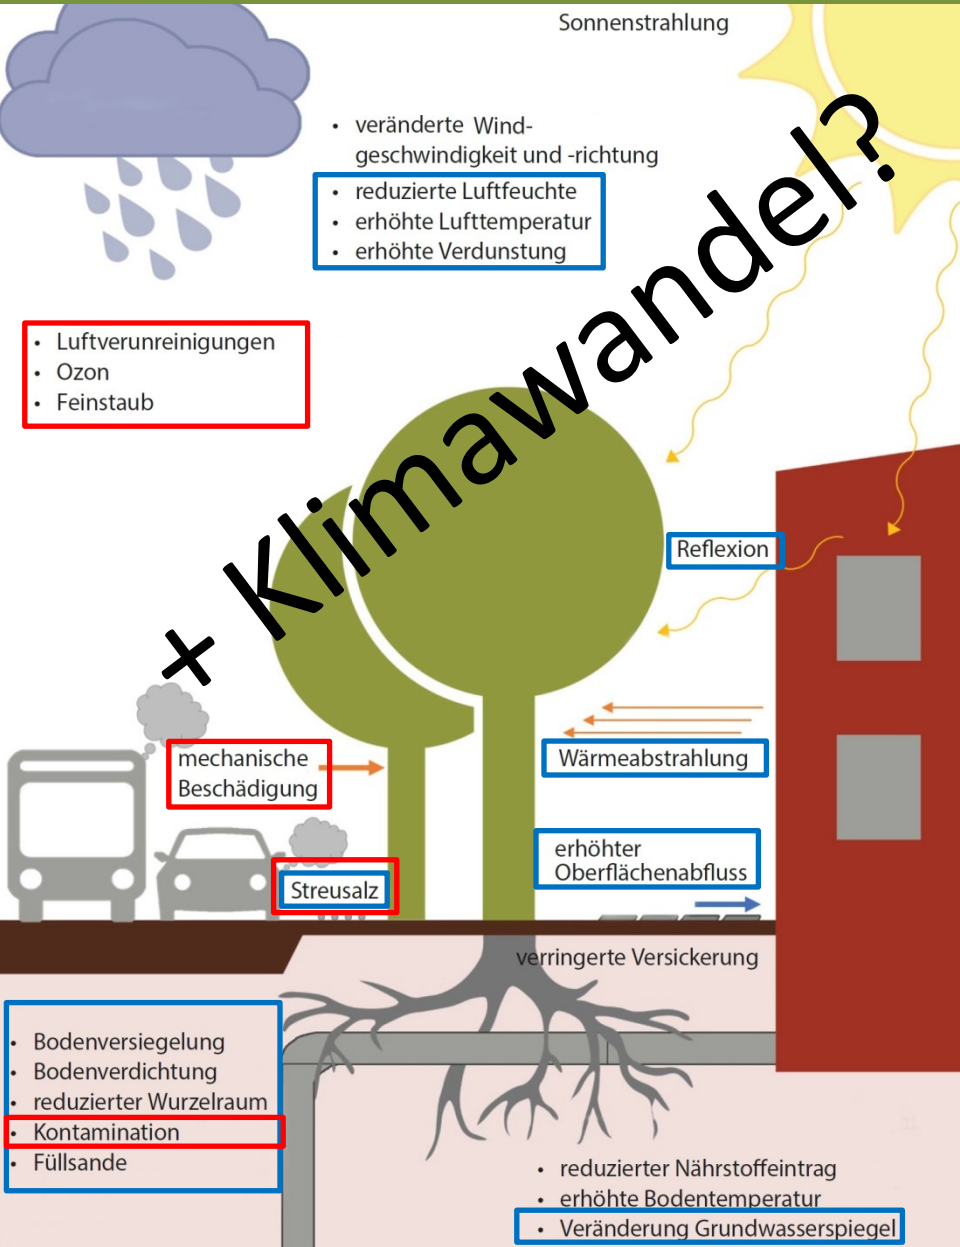 Sonnenstrahlung
• veränderte Wind-
geschwindigkeit und -richtung
• reduzierte Luftfeuchte
• erhöhte Lufttemperatur
• erhöhte Verdunstung
+ Klimawandel?
• Luftverunreinigungen
• Ozon
• Feinstaub
Reflexion
mechanische
Beschädigung
Wärmeabstrahlung
erhöhter
Oberflächenabfluss
Streusalz
verringerte Versickerung
• Bodenversiegelung
• Bodenverdichtung
• reduzierter Wurzelraum
• Kontamination
• Füllsande
• reduzierter Nährstoffeintrag
• erhöhte Bodentemperatur
• Veränderung Grundwasserspiegel